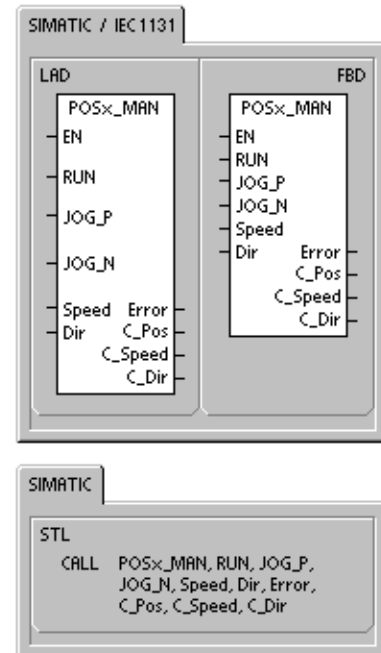 SIMATIC / IEC 1131
LAD
POSx_MAN
EN
RUN
JOG_P
JOG_N
Speed Error
Dir C_Pos
C_Speed
C_Dir
FBD
POSx_MAN
EN
RUN
JOG_P
JOG_N
Speed
Dir Error
C_Pos
C_Speed
C_Dir
SIMATIC
STL
CALL POSx_MAN, RUN, JOG_P,
JOG_N, Speed, Dir, Error,
C_Pos, C_Speed, C_Dir